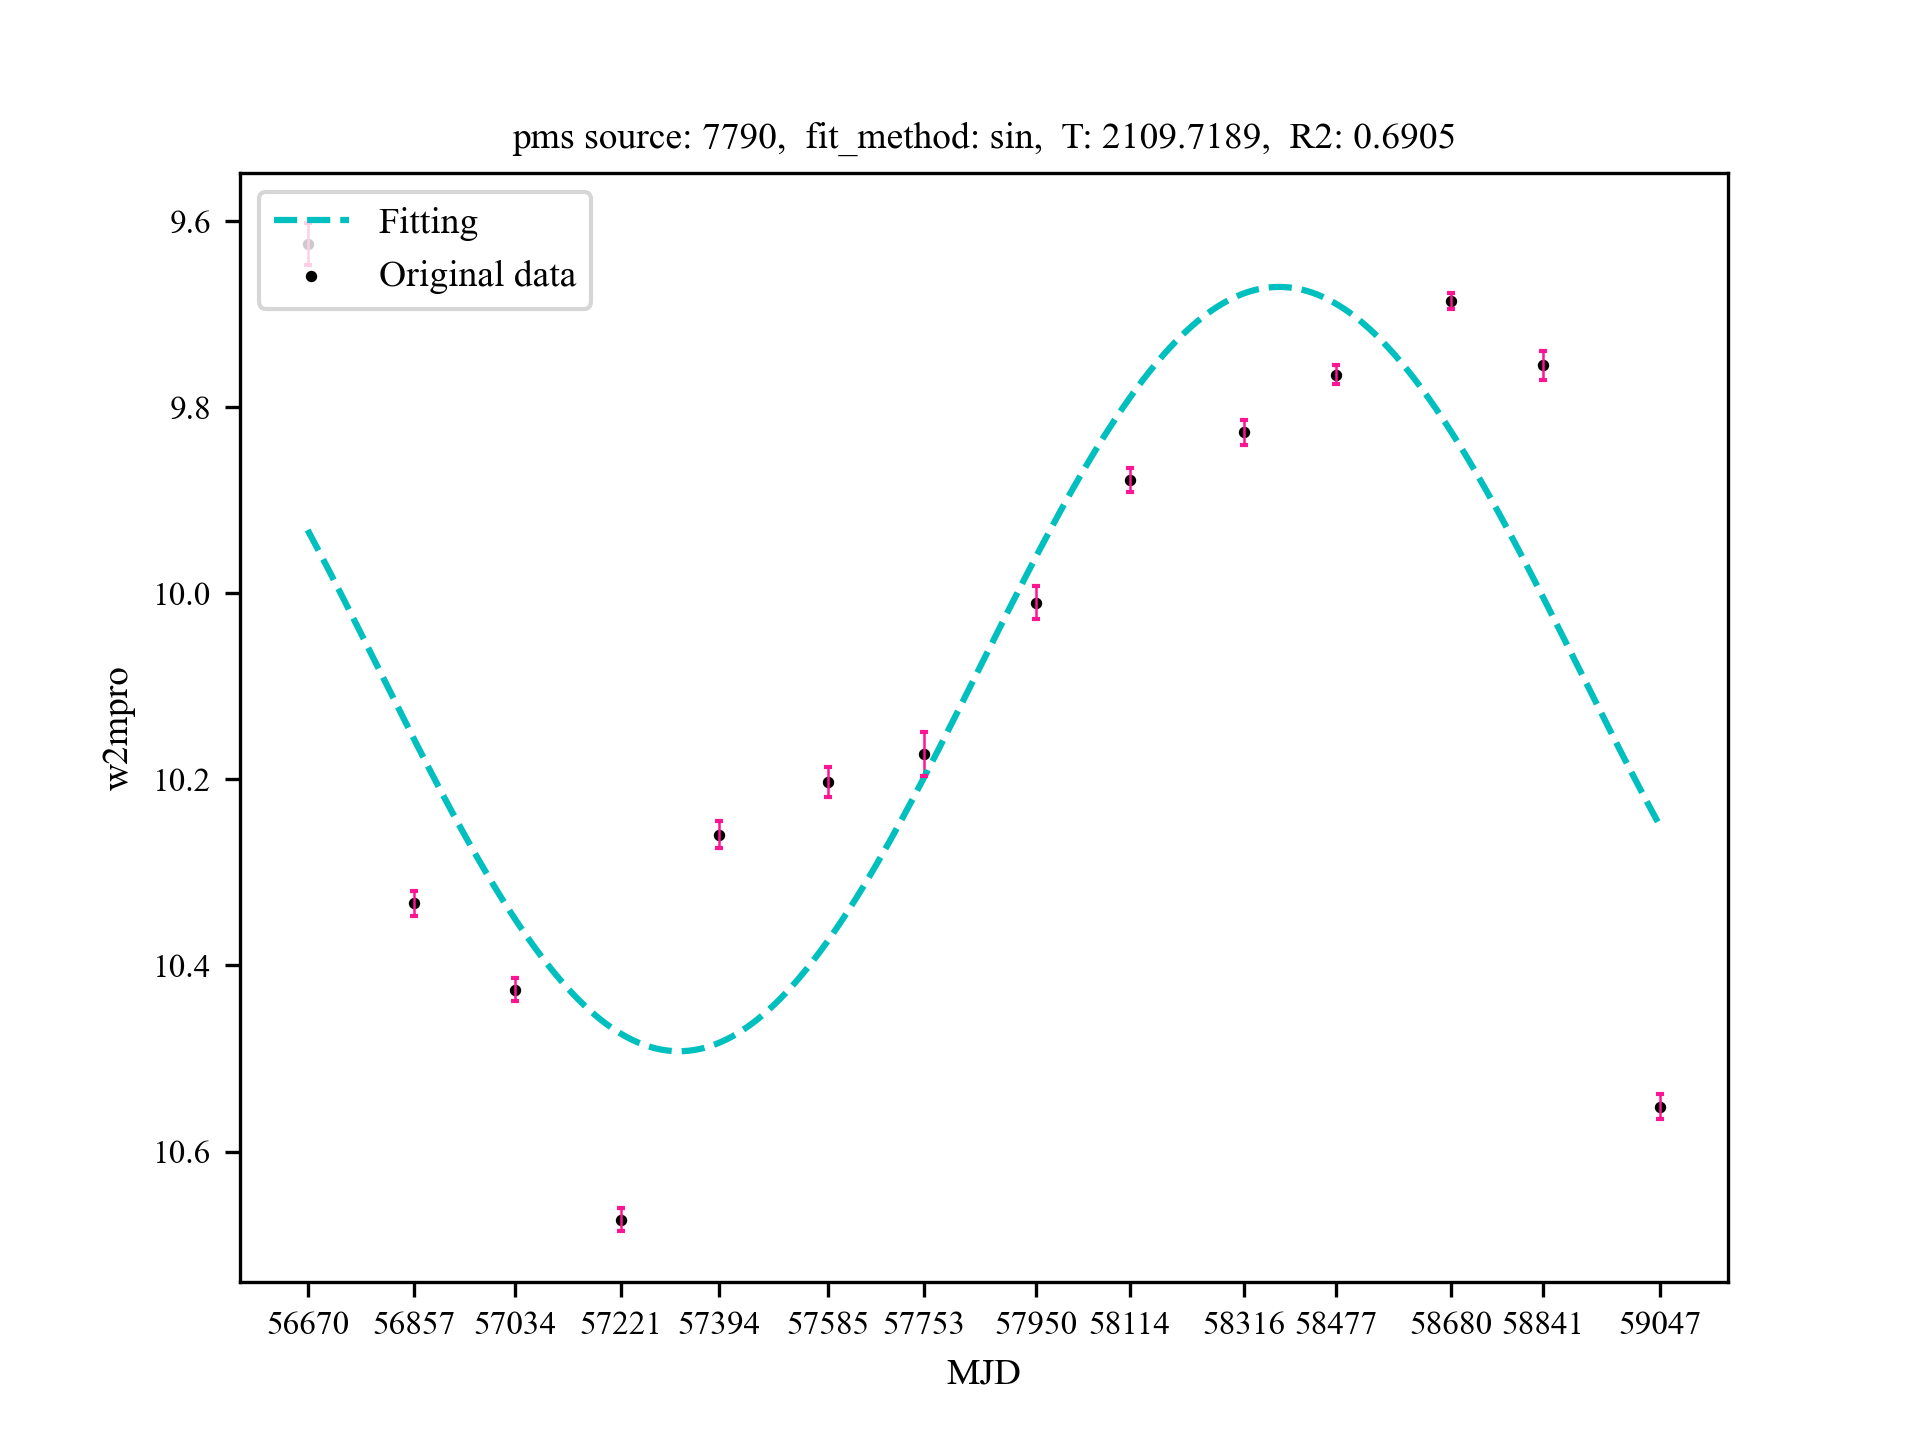 pms source: 7790,  fit_method: sin,  T: 2109.7189,  R2: 0.6905
Fitting
Original data
9.6
9.8
10.0
10.2
10.4
10.6
w2mpro
56670 56857 57034 57221 57394 57585 57753 57950 58114 58316 58477 58680 58841 59047
MJD